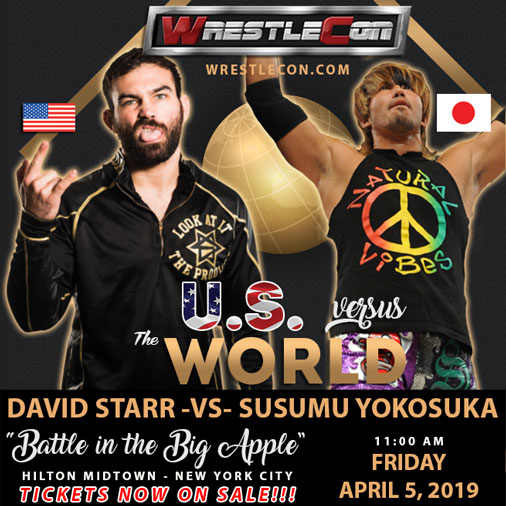 WRESTLECON
WRESTLECON.COM
NATURAL
VIBES
LOOK AT IT
THE PRODU
U.S. versus
The WORLD
DAVID STARR -VS- SUSUMU YOKOSUKA
"Battle in the Big Apple"
HILTON MIDTOWN - NEW YORK CITY
TICKETS NOW ON SALE!!!
11:00 AM
FRIDAY
APRIL 5, 2019